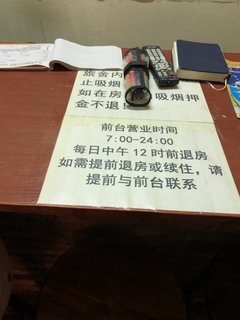 旅舍内
止吸烟
如在房 吸烟押
金不退!
前台营业时间
7:00-24:00
每日中午 12 时前退房
如需提前退房或续住，请
提前与前台联系